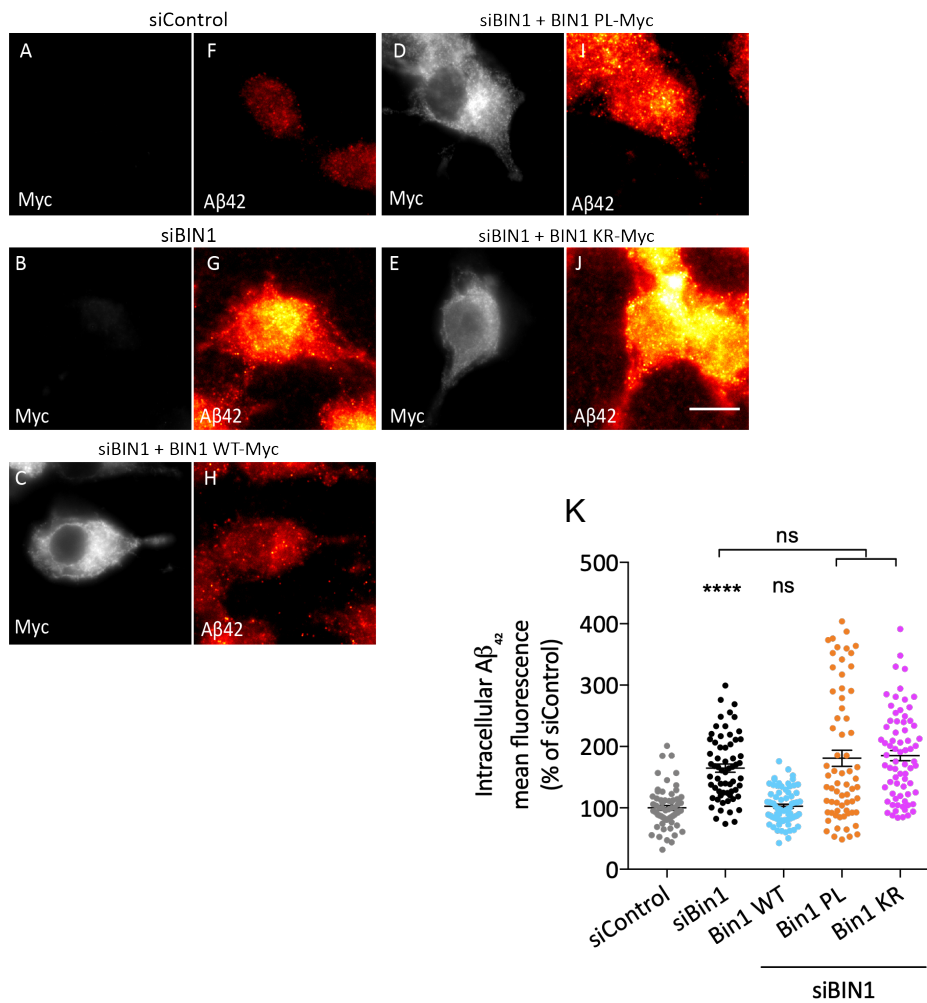 siControl
siBIN1 + BIN1 PL-Myc
A
F
D
I
Myc
Aβ42
Myc
Aβ42
siBIN1
siBIN1 + BIN1 KR-Myc
B
G
E
J
Myc
Aβ42
Myc
Aβ42
siBIN1 + BIN1 WT-Myc
C
H
Myc
Aβ42
K
Intracellular Aβ42
mean fluorescence
(% of siControl)
500
400
300
200
100
0
ns
****
ns
siControl
siBin1
Bin1 WT
Bin1 PL
Bin1 KR
siBIN1